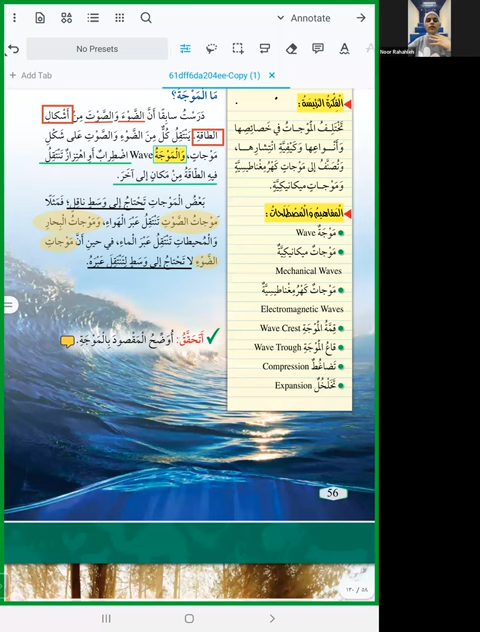 Annotate
No Presets
Add Tab
61dff6da204ee-Copy (1)
Noor Rahahleh
ما المَوْجَةُ؟
دَرَسْتُ سابِقًا أَنَّ الضَّوْءَ وَالصَّوْتَ مِنْ أَشْكالِ
الطّاقَةِ، يَنْتَقِلُ كُلٌّ مِنَ الضَّوْءِ وَالصَّوْتِ عَلى شَكْلِ
مَوْجاتٍ، وَالْمَوْجَةُ Wave اضْطِرابٌ أَوِ اهْتِزازٌ تَنْتَقِلُ
فيهِ الطّاقَةُ مِنْ مَكانٍ إِلى آخَرَ.
بَعْضُ الْمَوْجاتِ تَحْتاجُ إِلى وَسَطٍ ناقِلٍ؛ فَمَثَلًا
مَوْجاتُ الصَّوْتِ تَنْتَقِلُ عَبْرَ الْهَواءِ، وَمَوْجاتُ الْبِحارِ
وَالْمُحيطاتِ تَنْتَقِلُ عَبْرَ الْماءِ، في حينِ أَنَّ مَوْجاتِ
الضَّوْءِ لا تَحْتاجُ إِلى وَسَطٍ لِتَنْتَقِلَ عَبْرَهُ.
أَتَحَقَّقُ: أُوَضِّحُ الْمَقْصودَ بِالْمَوْجَةِ.
الْفِكْرَةُ الرَّئيسَةُ:
تَخْتَلِفُ الْمَوْجاتُ في خَصائِصِها
وَأَنْواعِها وَكَيْفِيَّةِ انْتِشارِها،
وَتُصَنَّفُ إِلى مَوْجاتٍ كَهْرُمِغْناطيسِيَّةٍ
وَمَوْجاتٍ ميكانيكِيَّةٍ.
الْمَفاهيمُ وَالْمُصْطَلَحاتُ:
مَوْجَةٌ Wave
مَوْجاتٌ ميكانيكِيَّةٌ
Mechanical Waves
مَوْجاتٌ كَهْرُمِغْناطيسِيَّةٌ
Electromagnetic Waves
قِمَّةُ الْمَوْجَةِ Wave Crest
قاعُ الْمَوْجَةِ Wave Trough
تَضاغُطٌ Compression
تَخَلْخُلٌ Expansion
56